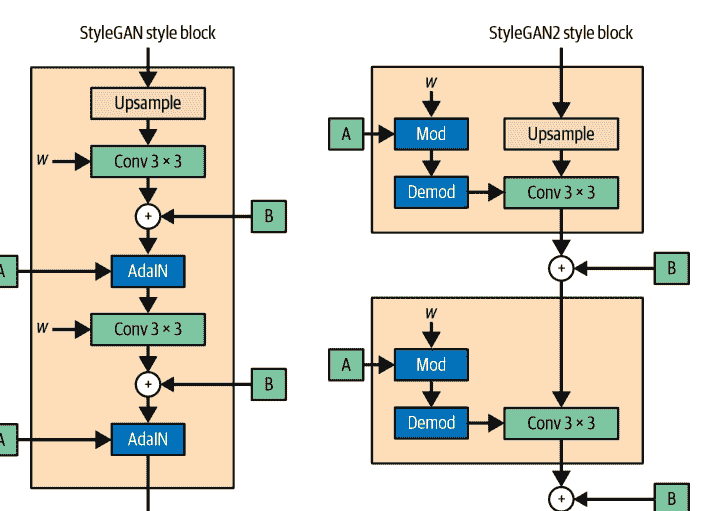 StyleGAN style block
Upsample
w
Conv 3 × 3
+
B
A
AdaIN
w
Conv 3 × 3
+
B
A
AdaIN
StyleGAN2 style block
w
A
Mod
Upsample
Demod
Conv 3 × 3
+
B
w
A
Mod
Demod
Conv 3 × 3
+
B